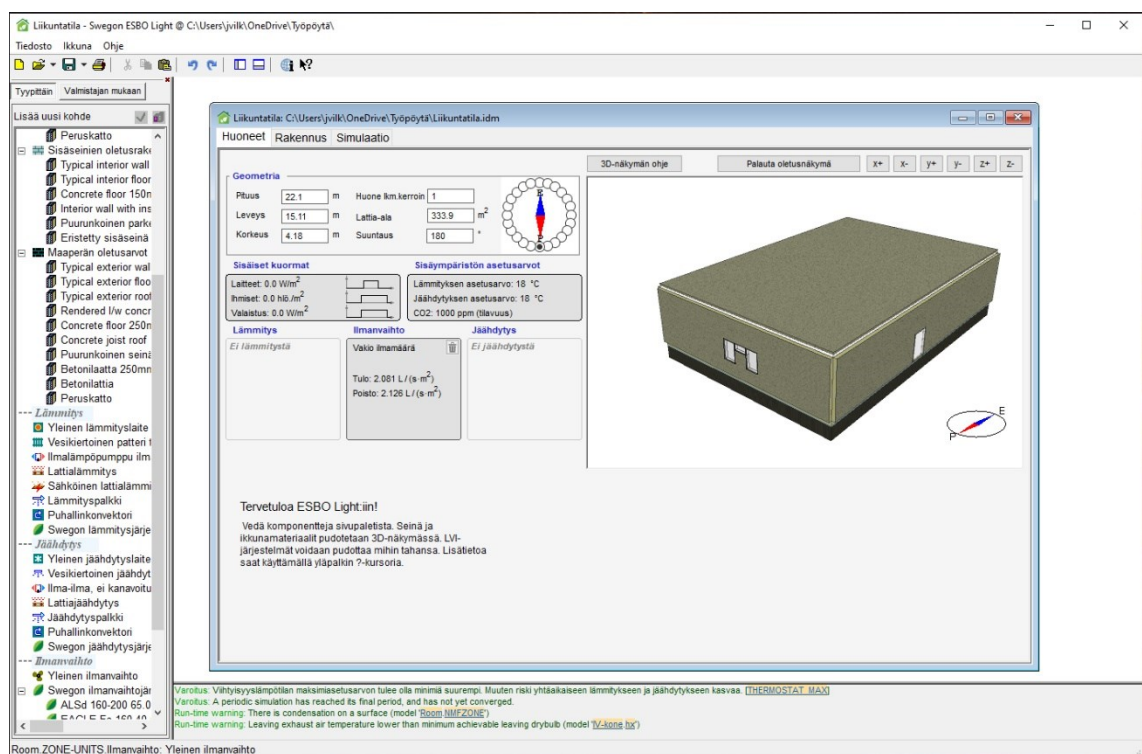 Liikuntatila - Swegon ESBO Light @ C:\Users\jvilk\OneDrive\Työpöytä\
Tiedosto Ikkuna Ohje
Tyypittäin Valmistajan mukaan
Lisää uusi kohde
Peruskatto
Sisäseinien oletusrake
Typical interior wall
Typical interior floor
Concrete floor 150n
Interior wall with ins
Puurunkoinen parke
Eristetty sisäseinä
Maaperän oletusarvot
Typical exterior wal
Typical exterior floo
Typical exterior roof
Rendered l/w concr
Concrete floor 250n
Concrete joist roof
Puurunkoinen seinä
Betonilaatta 250mm
Betonilattia
Peruskatto
--- Lämmitys
Yleinen lämmityslaite
Vesikiertoinen patteri t
Ilmalämpöpumppu ilm
Lattialämmitys
Sähköinen lattialämmi
Lämmityspalkki
Puhallinkonvektori
Swegon lämmitysjärje
--- Jäähdytys
Yleinen jäähdytyslaite
Vesikiertoinen jäähdyt
Ilma-ilma, ei kanavoitu
Lattiajäähdytys
Jäähdytyspalkki
Puhallinkonvektori
Swegon jäähdytysjärje
--- Ilmanvaihto
Yleinen ilmanvaihto
Swegon ilmanvaihtojär
ALSd 160-200 65.0
EAGLE Fc 160 40
Liikuntatila: C:\Users\jvilk\OneDrive\Työpöytä\Liikuntatila.idm
Huoneet Rakennus Simulaatio
3D-näkymän ohje Palauta oletusnäkymä x+ x- y+ y- z+ z-
Geometria
Pituus 22.1 m Huone lkm.kerroin 1
Leveys 15.11 m Lattia-ala 333.9 m²
Korkeus 4.18 m Suuntaus 180 °
E
P
Sisäiset kuormat
Laitteet: 0.0 W/m²
Ihmiset: 0.0 hlö./m²
Valaistus: 0.0 W/m²
Sisäympäristön asetusarvot
Lämmityksen asetusarvo: 18 °C
Jäähdytyksen asetusarvo: 18 °C
CO2: 1000 ppm (tilavuus)
Lämmitys
Ei lämmitystä
Ilmanvaihto
Vakio ilmamäärä
Tulo: 2.081 L/(s·m²)
Poisto: 2.126 L/(s·m²)
Jäähdytys
Ei jäähdytystä
E
P
Tervetuloa ESBO Light:iin!
Vedä komponentteja sivupaletista. Seinä ja
ikkunamateriaalit pudotetaan 3D-näkymässä. LVI-
järjestelmät voidaan pudottaa mihin tahansa. Lisätietoa
saat käyttämällä yläpalkin ?-kursoria.
Varoitus: Viihtyisyyslämpötilan maksimiasetusarvon tulee olla minimiä suurempi. Muuten riski yhtäaikaiseen lämmitykseen ja jäähdytykseen kasvaa. [THERMOSTAT_MAX]
Varoitus: A periodic simulation has reached its final period, and has not yet converged.
Run-time warning: There is condensation on a surface (model 'Room.NMFZONE')
Run-time warning: Leaving exhaust air temperature lower than minimum achievable leaving drybulb (model 'IV-kone.hx')
Room.ZONE-UNITS.Ilmanvaihto: Yleinen ilmanvaihto